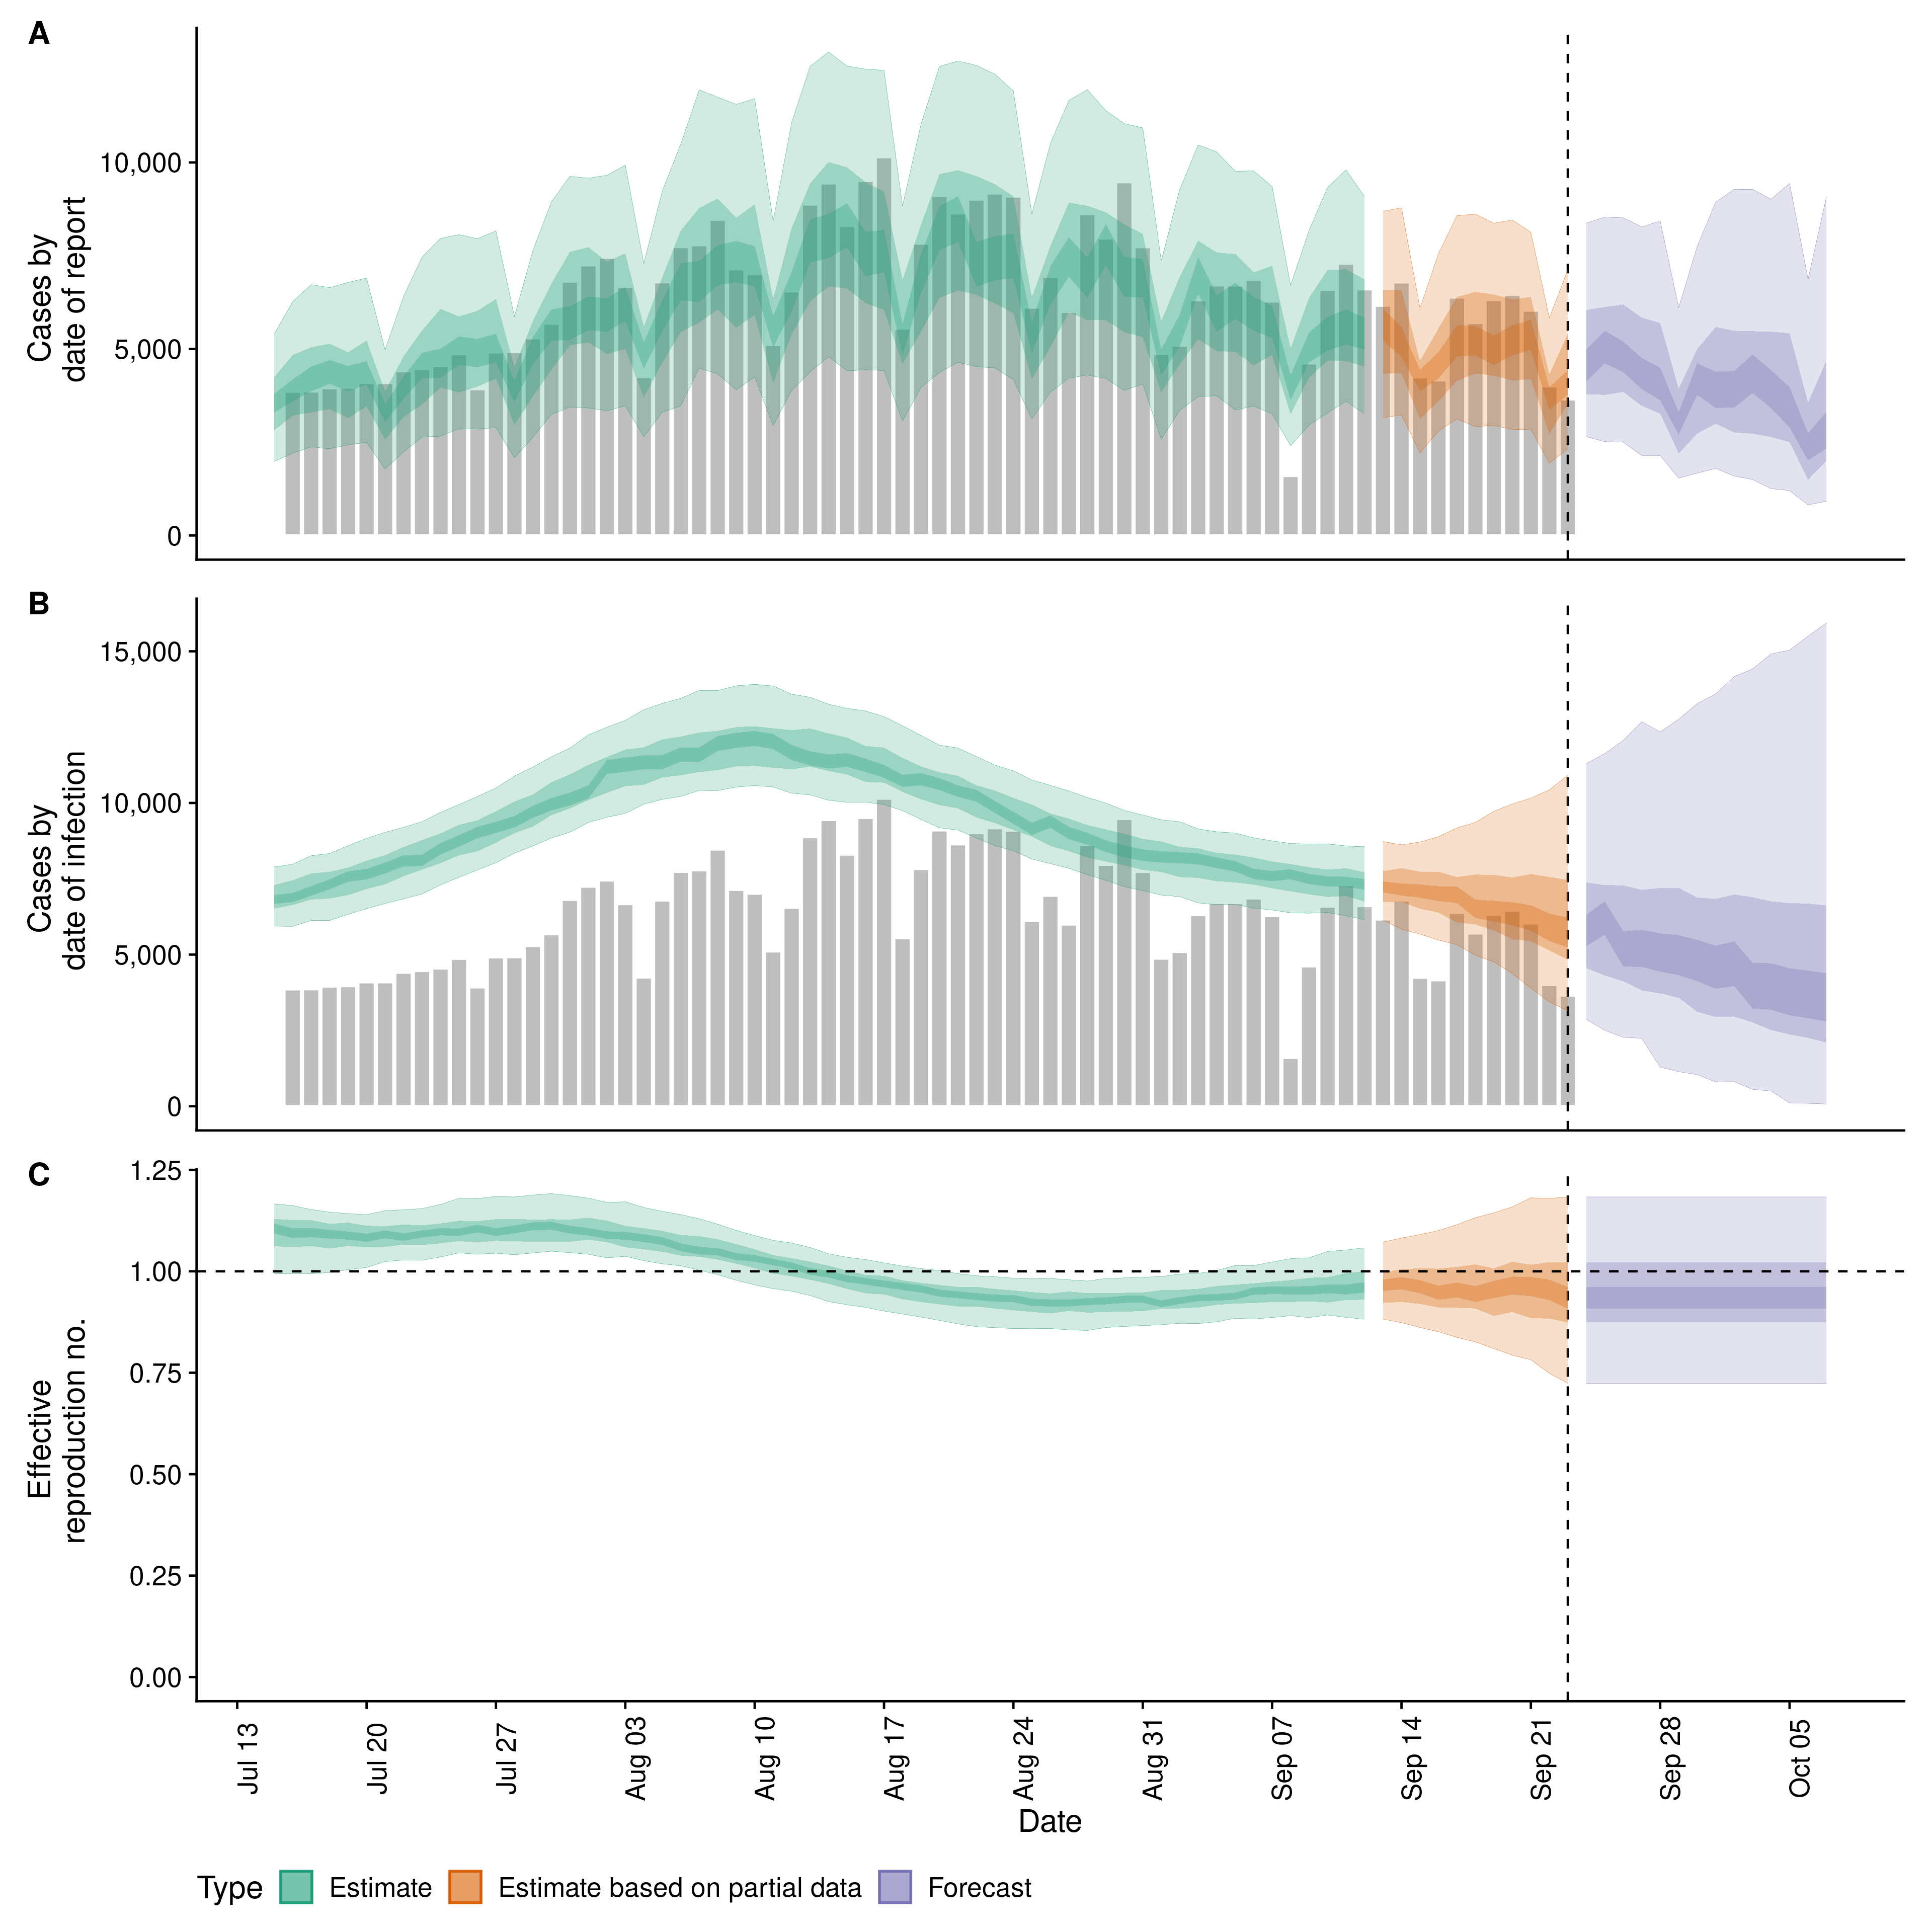 A
Cases by
date of report
10,000
5,000
0
B
Cases by
date of infection
15,000
10,000
5,000
0
C
Effective
reproduction no.
1.25
1.00
0.75
0.50
0.25
0.00
Jul 13
Jul 20
Jul 27
Aug 03
Aug 10
Aug 17
Aug 24
Aug 31
Sep 07
Sep 14
Sep 21
Sep 28
Oct 05
Date
Type Estimate Estimate based on partial data Forecast